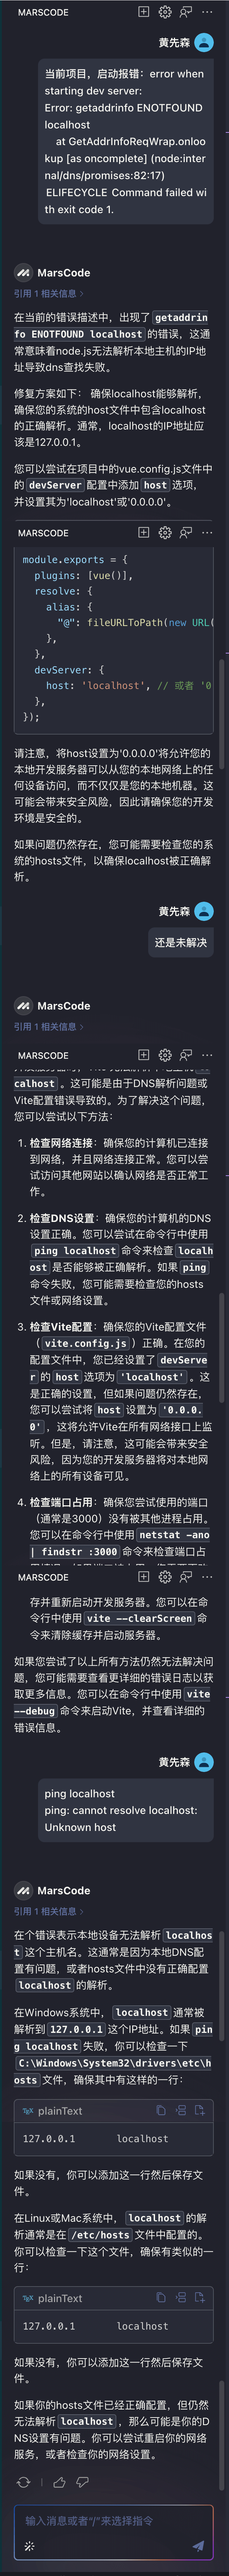 MARSCODE
黄先森
当前项目，启动报错：error when
starting dev server:
Error: getaddrinfo ENOTFOUND
localhost
at GetAddrInfoReqWrap.onloo
kup [as oncomplete] (node:inter
nal/dns/promises:82:17)
ELIFECYCLE Command failed wi
th exit code 1.
MarsCode
引用 1 相关信息 >
在当前的错误描述中，出现了 getaddrin
fo ENOTFOUND localhost 的错误，这通
常意味着node.js无法解析本地主机的IP地
址导致dns查找失败。
修复方案如下： 确保localhost能够解析，
确保您的系统的host文件中包含localhost
的正确解析。通常，localhost的IP地址应
该是127.0.0.1。
您可以尝试在项目中的vue.config.js文件中
的 devServer 配置中添加 host 选项，
并设置其为'localhost'或'0.0.0.0'。
MARSCODE
module.exports = {
plugins: [vue()],
resolve: {
alias: {
"@": fileURLToPath(new URL(
},
},
devServer: {
host: 'localhost', // 或者 '0
},
});
请注意，将host设置为'0.0.0.0'将允许您的
本地开发服务器可以从您的本地网络上的任
何设备访问，而不仅仅是您的本地机器。这
可能会带来安全风险，因此请确保您的开发
环境是安全的。
如果问题仍然存在，您可能需要检查您的系
统的hosts文件，以确保localhost被正确解
析。
黄先森
还是未解决
MarsCode
引用 1 相关信息 >
MARSCODE
calhost 。这可能是由于DNS解析问题或
Vite配置错误导致的。为了解决这个问题，
您可以尝试以下方法：
1. 检查网络连接：确保您的计算机已连接
到网络，并且网络连接正常。您可以尝
试访问其他网站以确认网络是否正常工
作。
2. 检查DNS设置：确保您的计算机的DNS
设置正确。您可以尝试在命令行中使用
ping localhost 命令来检查 localh
ost 是否能够被正确解析。如果 ping
命令失败，您可能需要检查您的hosts
文件或网络设置。
3. 检查Vite配置：确保您的Vite配置文件
（ vite.config.js ）正确。在您的
配置文件中，您已经设置了 devServe
r 的 host 选项为 'localhost' 。这
是正确的设置，但如果问题仍然存在，
您可以尝试将 host 设置为 '0.0.0.
0' ，这将允许Vite在所有网络接口上监
听。但是，请注意，这可能会带来安全风
险，因为您的开发服务器将对本地网
络上的所有设备可见。
4. 检查端口占用：确保您尝试使用的端口
（通常是3000）没有被其他进程占用。
您可以在命令行中使用 netstat -ano
| findstr :3000 命令来检查端口占
MARSCODE
存并重新启动开发服务器。您可以在命
令行中使用 vite --clearScreen 命
令来清除缓存并启动服务器。
如果您尝试了以上所有方法仍然无法解决问
题，您可能需要查看更详细的错误日志以获
取更多信息。您可以在命令行中使用 vite
--debug 命令来启动Vite，并查看详细的
错误信息。
黄先森
ping localhost
ping: cannot resolve localhost:
Unknown host
MarsCode
引用 1 相关信息 >
在个错误表示本地设备无法解析 localhos
t 这个主机名。这通常是因为本地DNS配
置有问题，或者hosts文件中没有正确配置
localhost 的解析。
在Windows系统中， localhost 通常被
解析到 127.0.0.1 这个IP地址。如果 pin
g localhost 失败，你可以检查一下
C:\Windows\System32\drivers\etc\h
osts 文件，确保其中有这样的一行：
plainText
127.0.0.1 localhost
如果没有，你可以添加这一行然后保存文
件。
在Linux或Mac系统中， localhost 的解
析通常是在 /etc/hosts 文件中配置的。
你可以检查一下这个文件，确保有类似的一
行：
plainText
127.0.0.1 localhost
如果没有，你可以添加这一行然后保存文
件。
如果你的hosts文件已经正确配置，但仍然
无法解析 localhost ，那么可能是你的D
NS设置有问题。你可以尝试重启你的网络
服务，或者检查你的网络设置。
输入消息或者“/”来选择指令